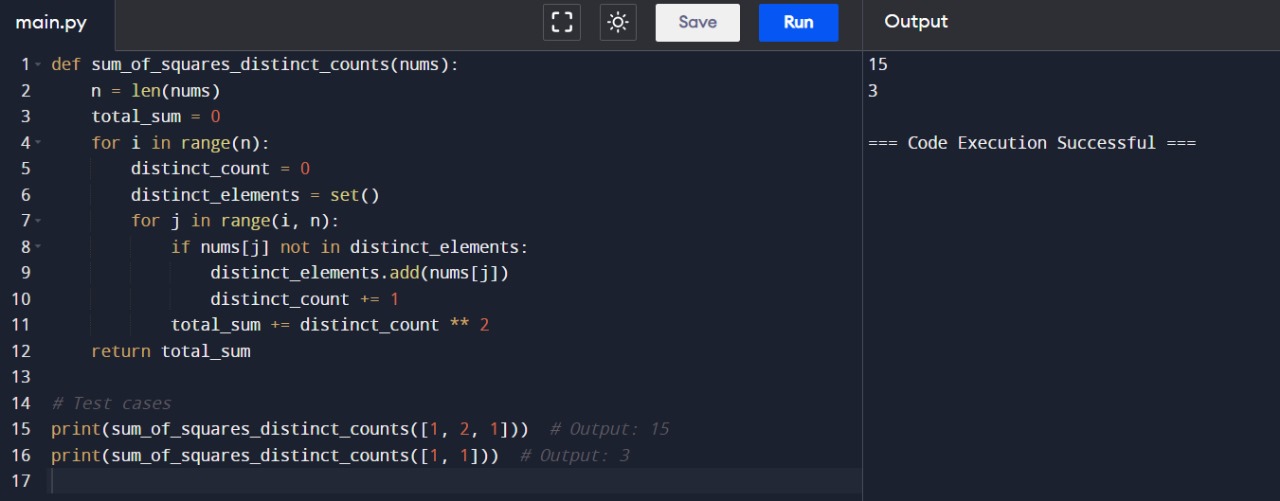 main.py Save Run Output
1 def sum_of_squares_distinct_counts(nums):
2     n = len(nums)
3     total_sum = 0
4     for i in range(n):
5         distinct_count = 0
6         distinct_elements = set()
7         for j in range(i, n):
8             if nums[j] not in distinct_elements:
9                 distinct_elements.add(nums[j])
10                 distinct_count += 1
11             total_sum += distinct_count ** 2
12     return total_sum
13
14 # Test cases
15 print(sum_of_squares_distinct_counts([1, 2, 1]))  # Output: 15
16 print(sum_of_squares_distinct_counts([1, 1]))  # Output: 3
17
15
3
=== Code Execution Successful ===